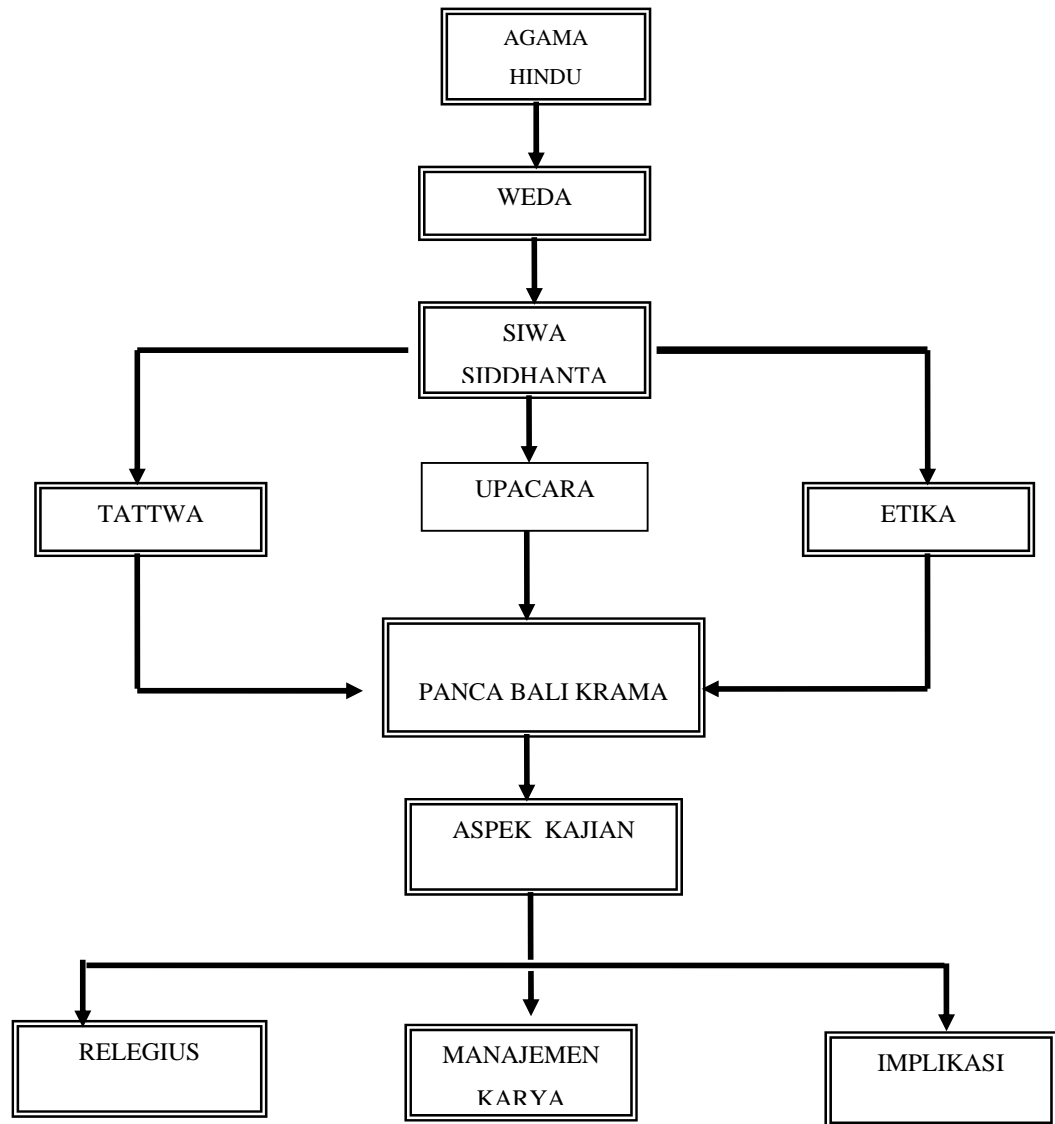 AGAMA
HINDU
WEDA
SIWA
SIDDHANTA
UPACARA
TATTWA
ETIKA
PANCA BALI KRAMA
ASPEK KAJIAN
RELEGIUS
MANAJEMEN
KARYA
IMPLIKASI